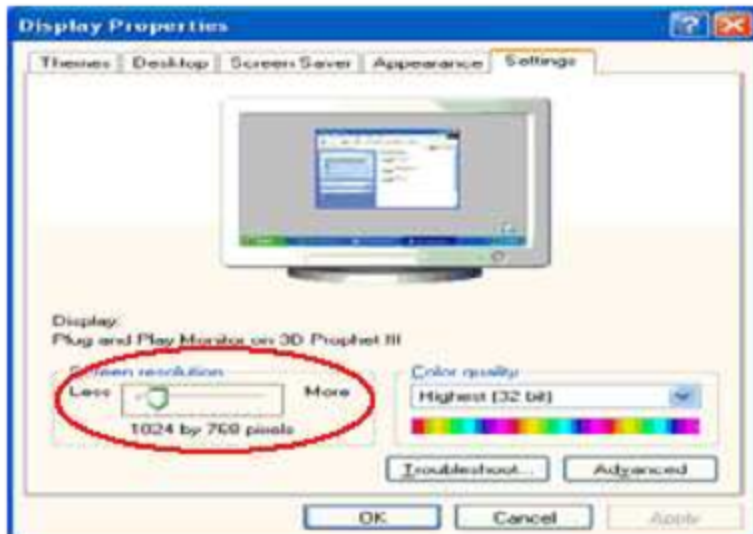 Display Properties
Themes Desktop Screen Saver Appearance Settings
Display:
Plug and Play Monitor on 3D Prophet III
Screen resolution
Less More
1024 by 768 pixels
Color quality
Highest (32 bit)
Troubleshoot... Advanced
OK Cancel Apply